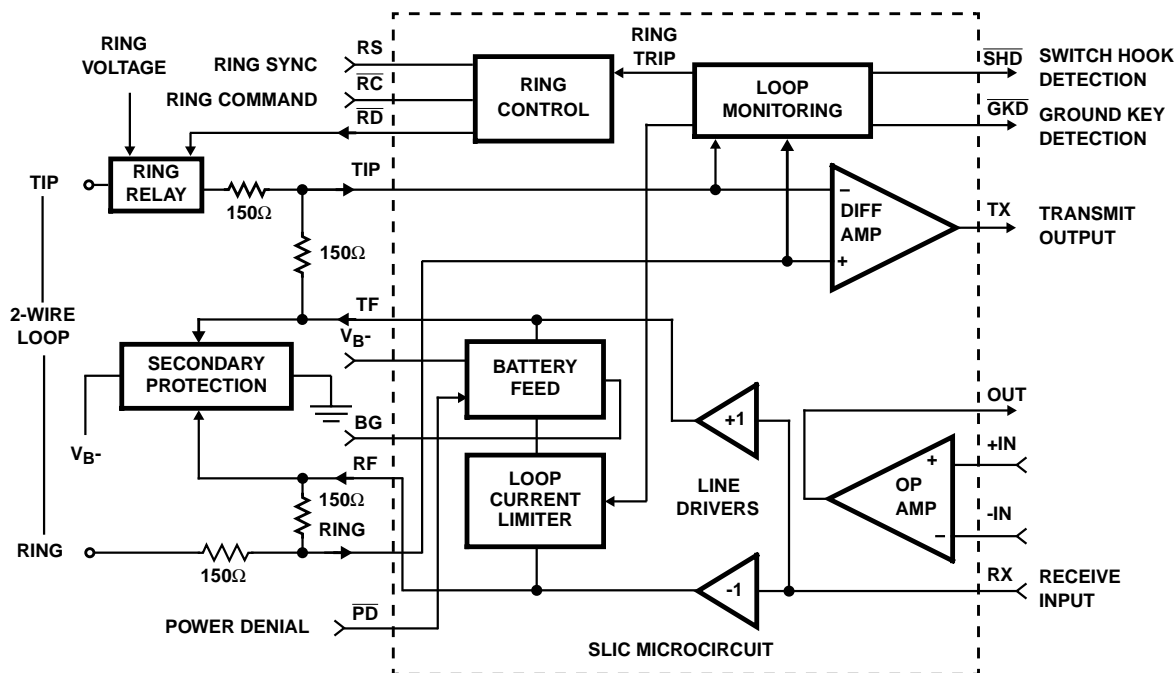 RING
VOLTAGE
RING SYNC
RS
RING COMMAND
RC
RD
RING
TRIP
RING
CONTROL
LOOP
MONITORING
SHD
SWITCH HOOK
DETECTION
GKD
GROUND KEY
DETECTION
TIP
RING
RELAY
150Ω
TIP
150Ω
−
DIFF
AMP
+
TX
TRANSMIT
OUTPUT
2-WIRE
LOOP
TF
VB-
SECONDARY
PROTECTION
BATTERY
FEED
VB-
BG
RF
+1
LINE
DRIVERS
OUT
+IN
+
OP
AMP
−
-IN
LOOP
CURRENT
LIMITER
150Ω
RING
RING
150Ω
-1
RX
RECEIVE
INPUT
POWER DENIAL
PD
SLIC MICROCIRCUIT